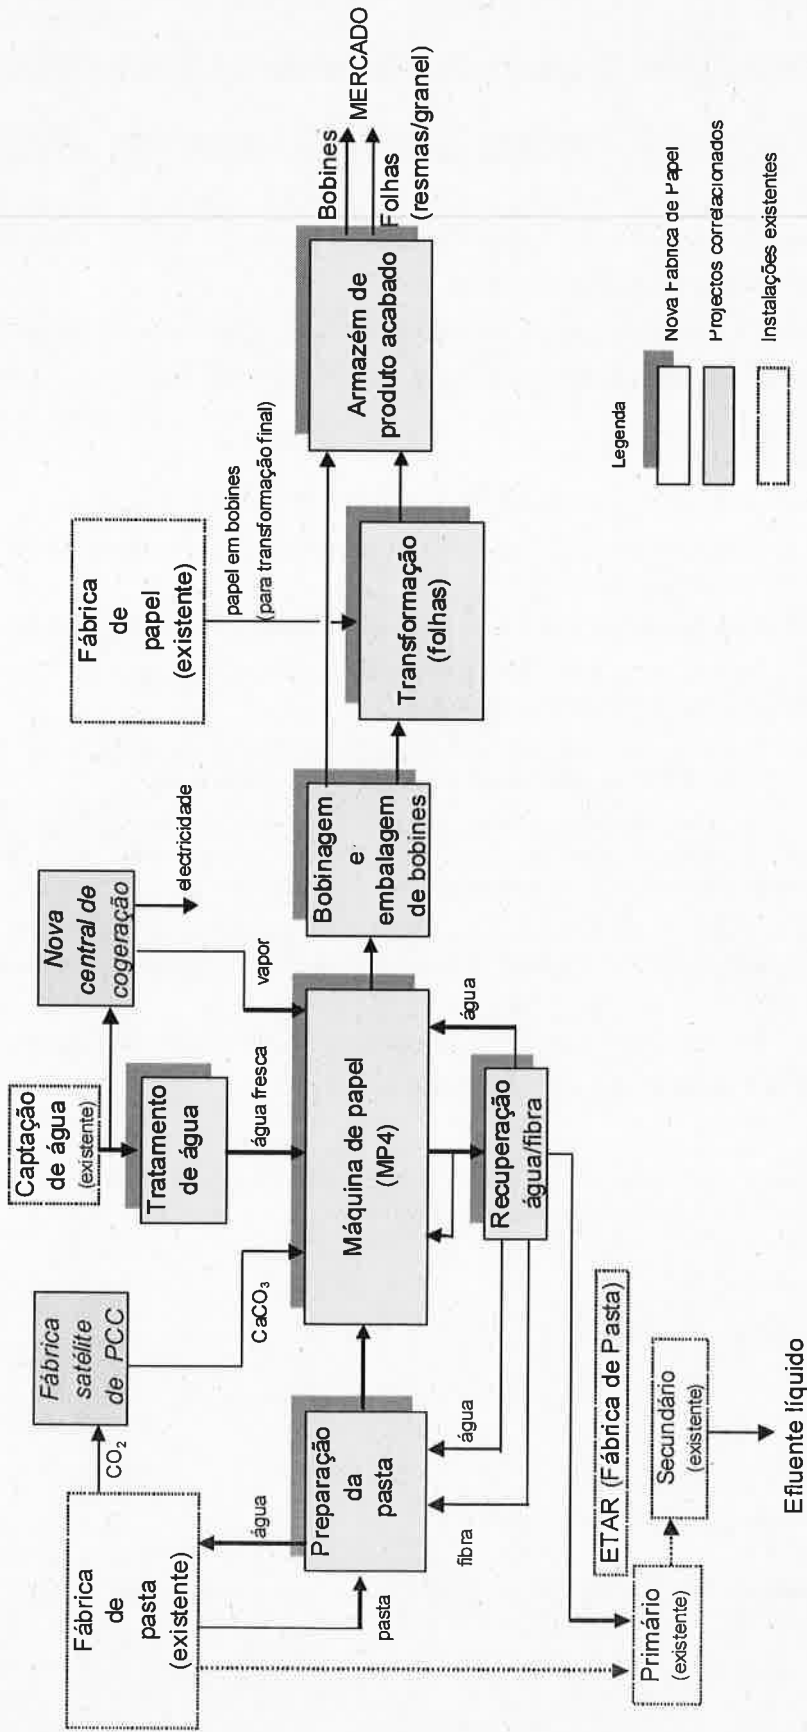 Fábrica
de
pasta
(existente)
CO₂
Fábrica
satélite
de PCC
CaCO₃
Captação
de água
(existente)
Tratamento
de água
água fresca
Nova
central de
cogeração
electricidade
vapor
Fábrica
de
papel
(existente)
papel em bobines
(para transformação final)
pasta
água
Preparação
da
pasta
Máquina de papel
(MP4)
Bobinagem
e
embalagem
de bobines
Transformação
(folhas)
Armazém de
produto acabado
Bobines
MERCADO
Folhas
(resmas/granel)
fibra
água
Recuperação
água/fibra
água
ETAR (Fábrica de Pasta)
Primário
(existente)
Secundário
(existente)
Efluente líquido
Legenda
Nova Fabrica de Papel
Projectos correlacionados
Instalações existentes